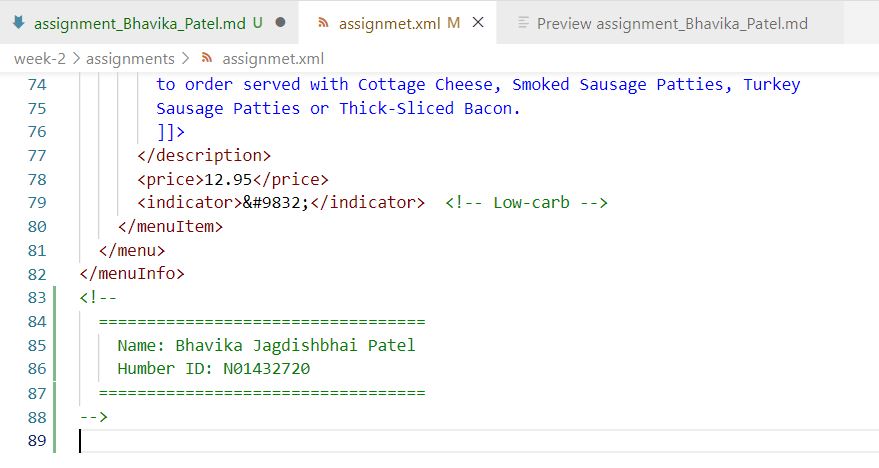 assignment_Bhavika_Patel.md U assignmet.xml M Preview assignment_Bhavika_Patel.md
week-2 > assignments > assignmet.xml
74 to order served with Cottage Cheese, Smoked Sausage Patties, Turkey
75 Sausage Patties or Thick-Sliced Bacon.
76 ]]>
77 </description>
78 <price>12.95</price>
79 <indicator>&#9832;</indicator> <!-- Low-carb -->
80 </menuItem>
81 </menu>
82 </menuInfo>
83 <!--
84 ==================================
85 Name: Bhavika Jagdishbhai Patel
86 Humber ID: N01432720
87 ==================================
88 -->
89